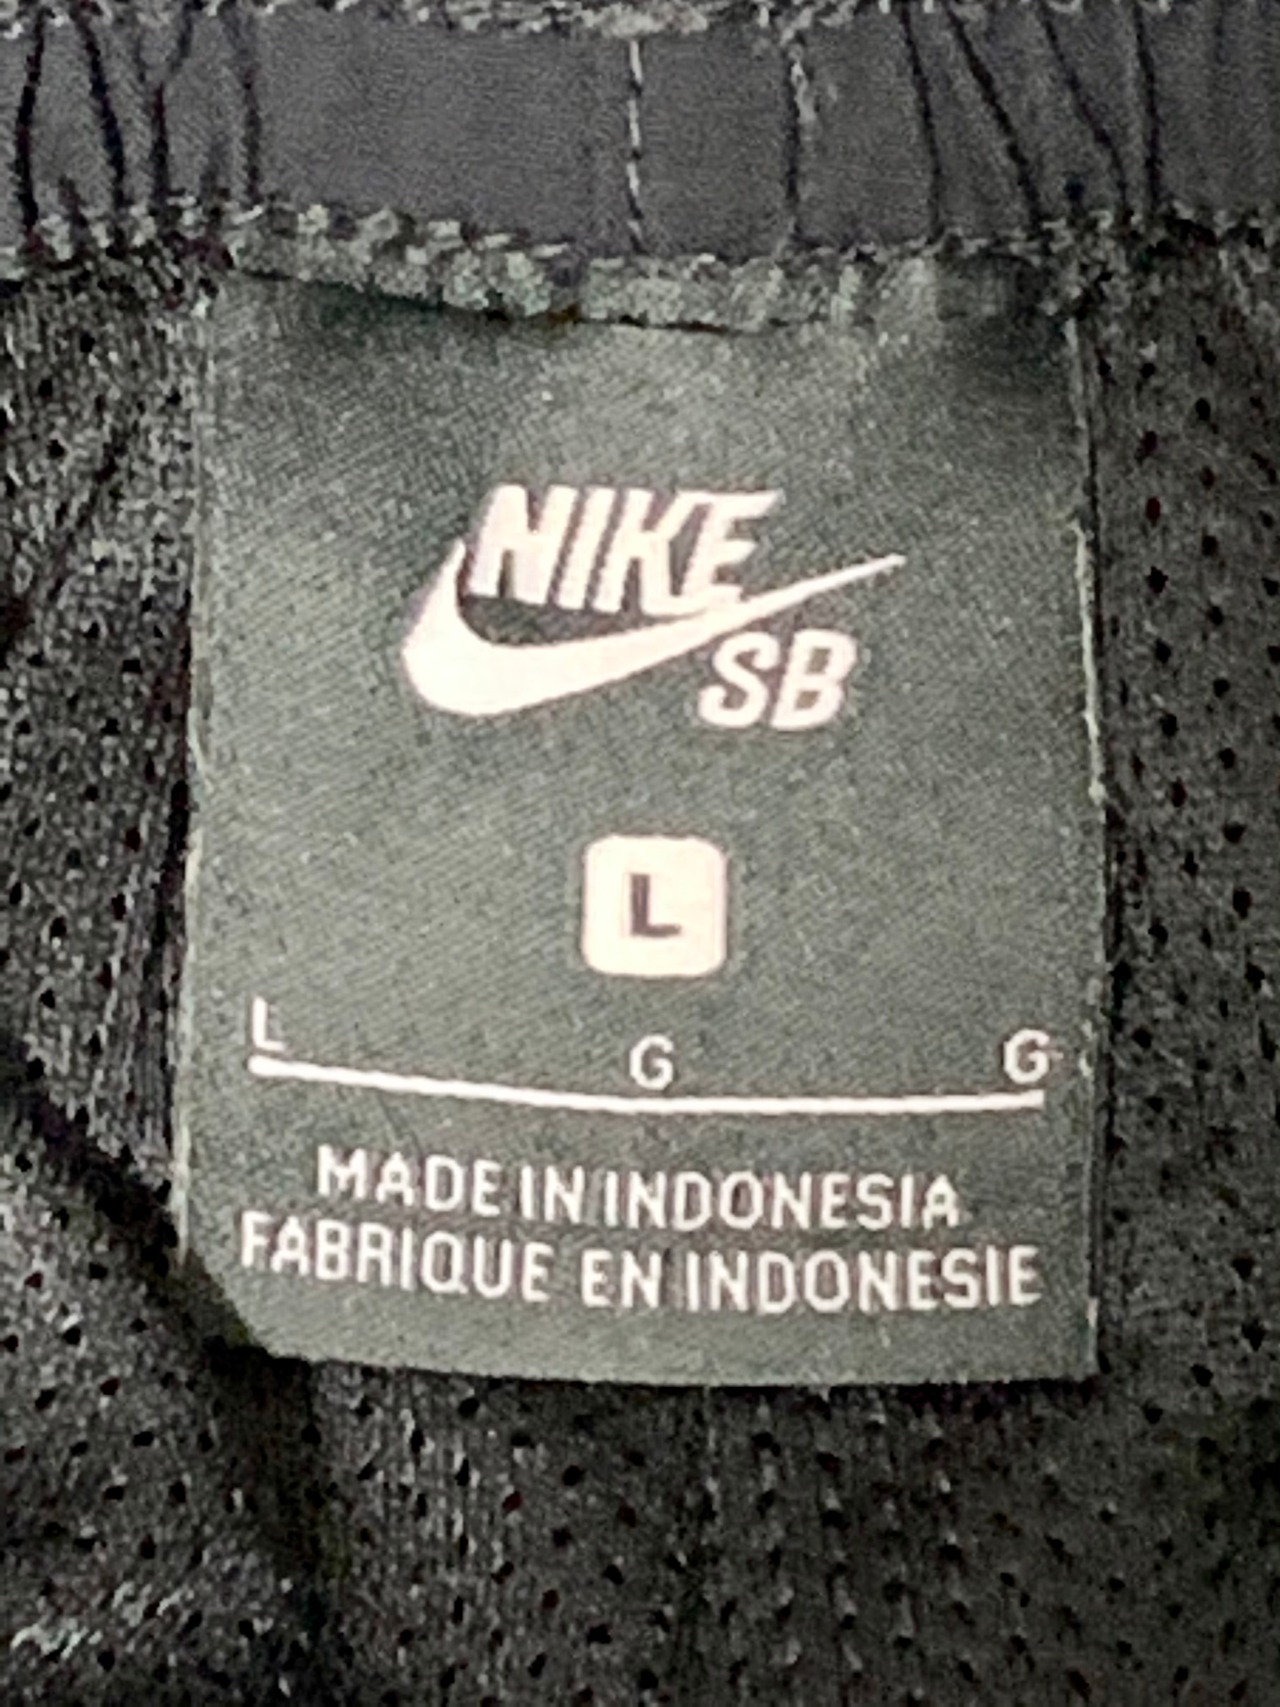 NIKE
SB
L
L G G
MADE IN INDONESIA
FABRIQUE EN INDONESIE